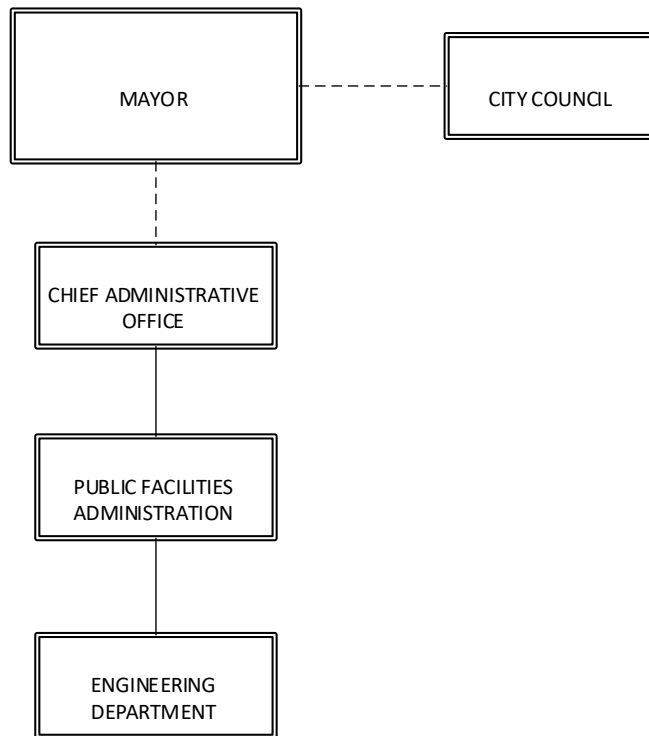 MAYOR
CITY COUNCIL
CHIEF ADMINISTRATIVE
OFFICE
PUBLIC FACILITIES
ADMINISTRATION
ENGINEERING
DEPARTMENT